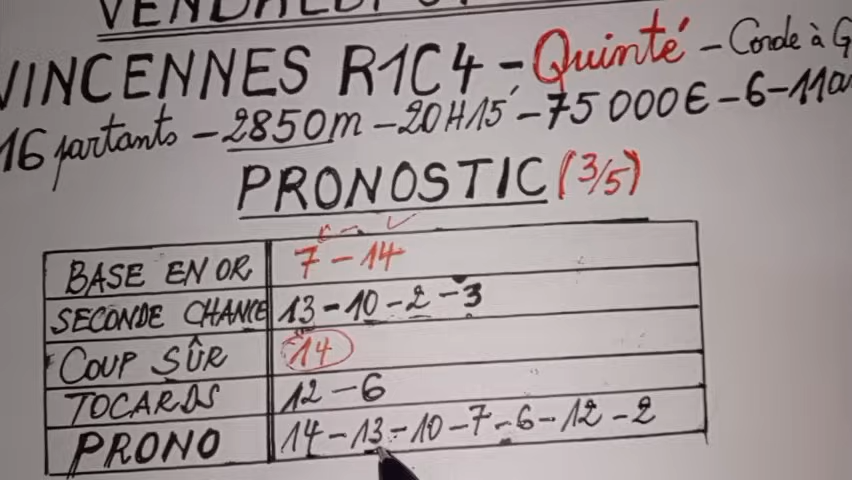 VENDREDI
VINCENNES R1C4 - Quinté - Corde à G
16 partants - 2850m - 20H15' - 75 000€ - 6-11a
PRONOSTIC (3/5)
BASE EN OR 7 - 14
SECONDE CHANCE 13 - 10 - 2 - 3
COUP SÛR 14
TOCARDS 12 - 6
PRONO 14 - 13 - 10 - 7 - 6 - 12 - 2